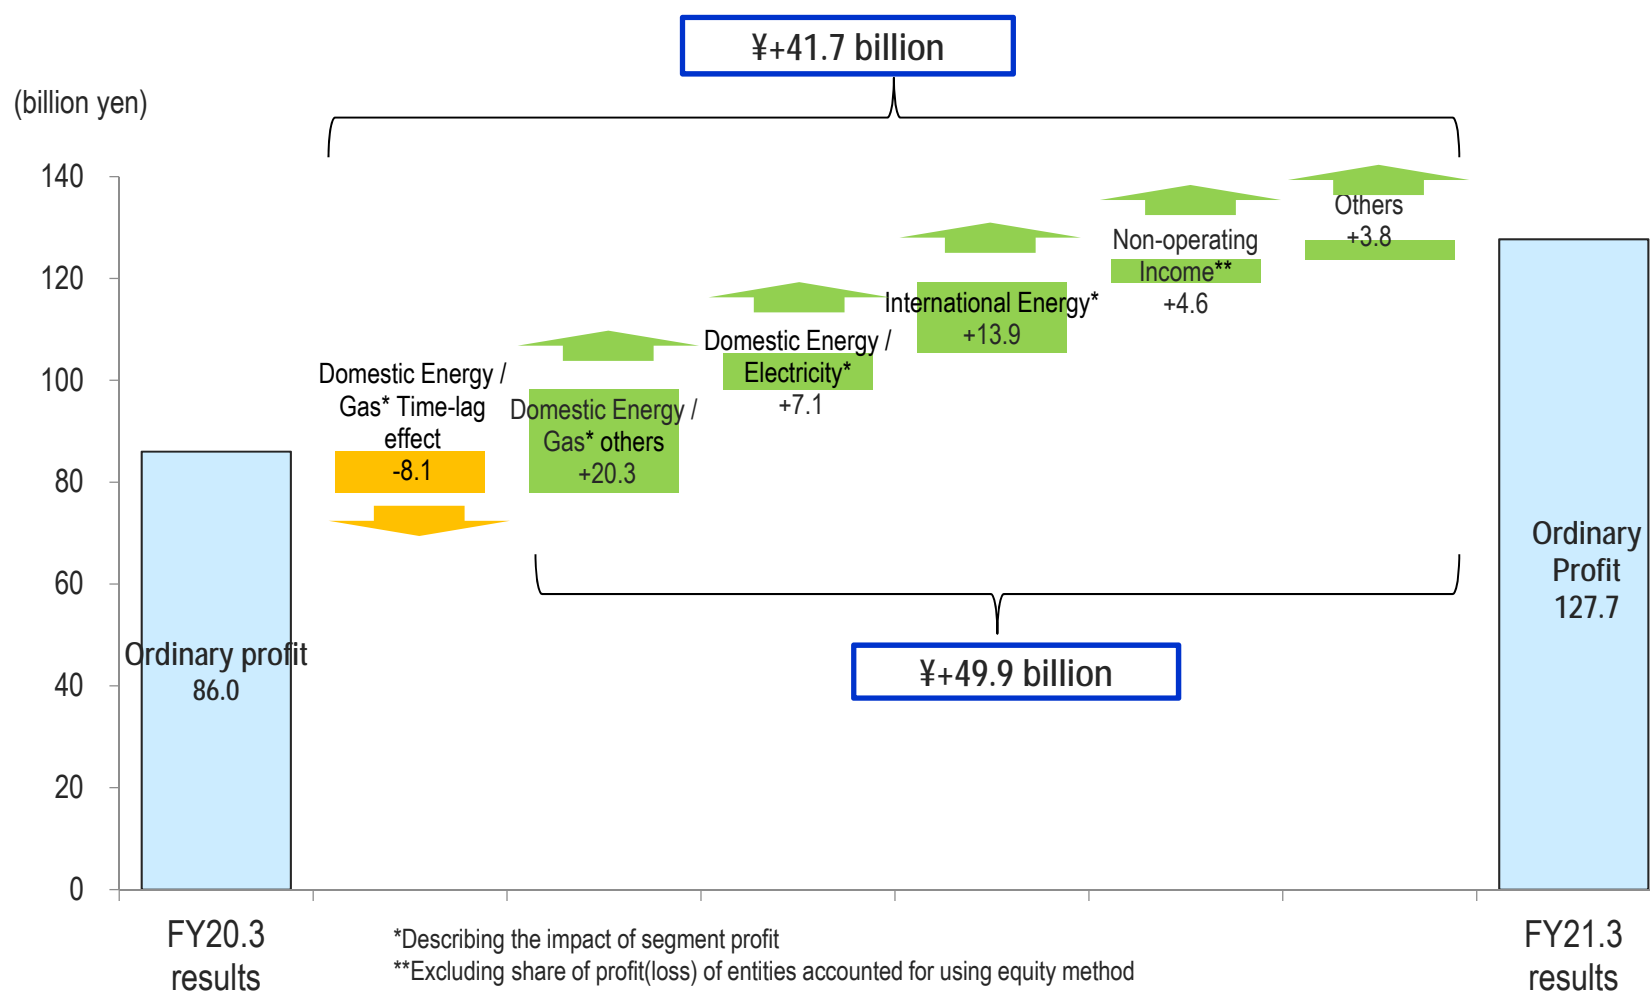 ¥+41.7 billion
(billion yen)
140
120
100
80
60
40
20
0
Ordinary profit
86.0
Domestic Energy /
Gas* Time-lag
effect
-8.1
Domestic Energy /
Gas* others
+20.3
Domestic Energy /
Electricity*
+7.1
International Energy*
+13.9
Non-operating
Income**
+4.6
Others
+3.8
Ordinary
Profit
127.7
¥+49.9 billion
FY20.3
results
FY21.3
results
*Describing the impact of segment profit
**Excluding share of profit(loss) of entities accounted for using equity method